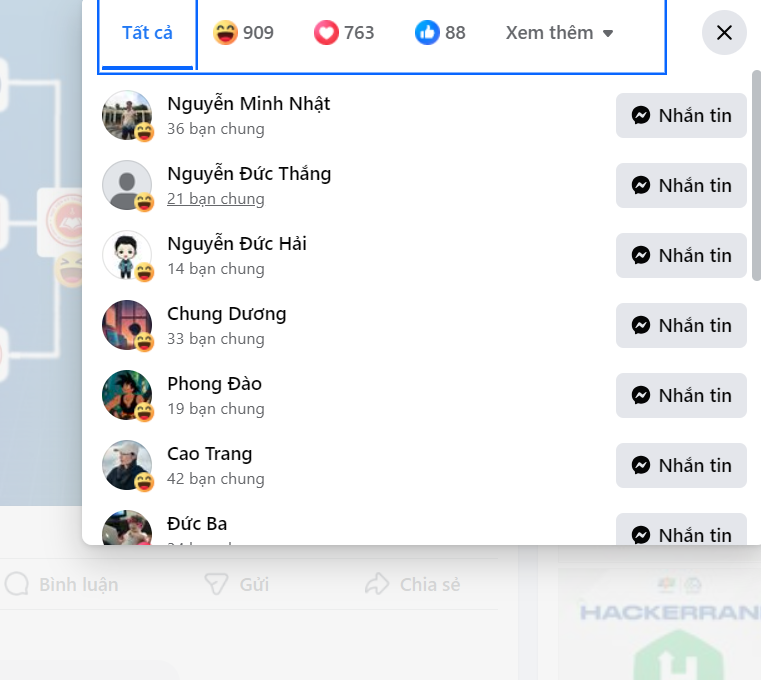 Tất cả 909 763 88 Xem thêm
Nguyễn Minh Nhật
36 bạn chung
Nhắn tin
Nguyễn Đức Thắng
21 bạn chung
Nhắn tin
Nguyễn Đức Hải
14 bạn chung
Nhắn tin
Chung Dương
33 bạn chung
Nhắn tin
Phong Đào
19 bạn chung
Nhắn tin
Cao Trang
42 bạn chung
Nhắn tin
Đức Ba
Nhắn tin
Bình luận Gửi Chia sẻ
HACKERRAN